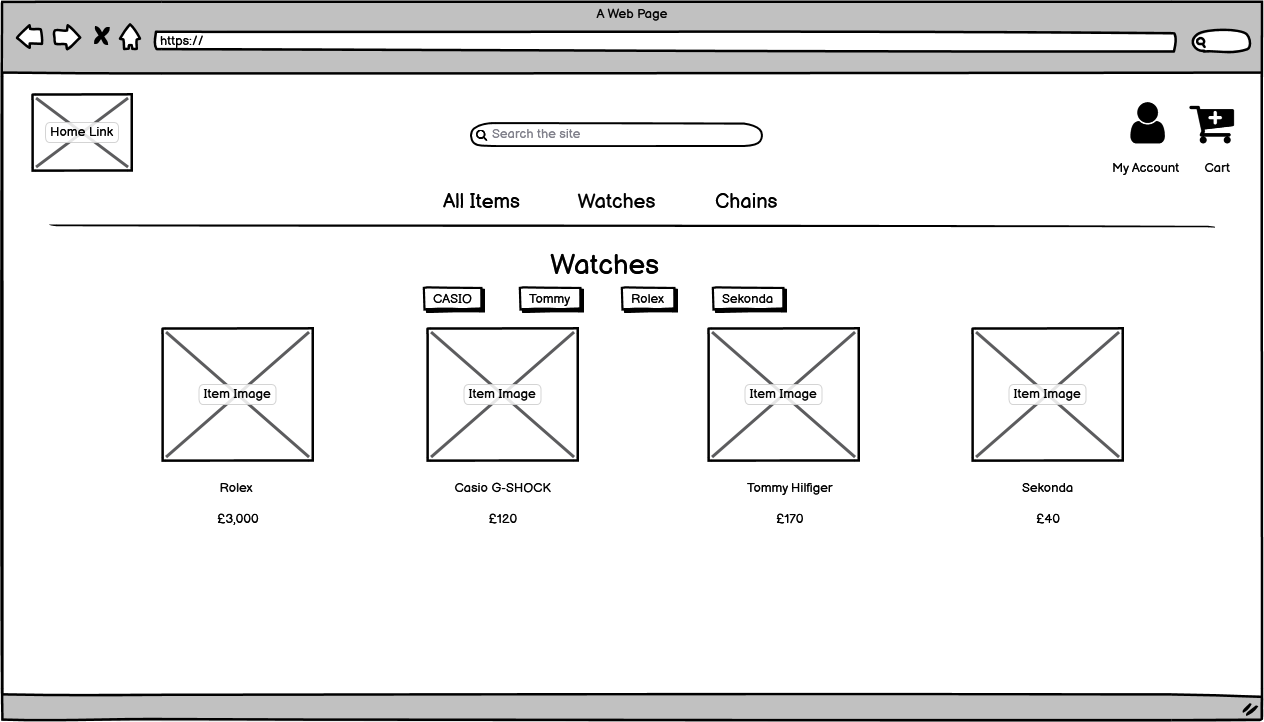 A Web Page
https://
Home Link
Search the site
My Account
Cart
All Items Watches Chains
Watches
CASIO Tommy Rolex Sekonda
Item Image Item Image Item Image Item Image
Rolex Casio G-SHOCK Tommy Hilfiger Sekonda
£3,000 £120 £170 £40